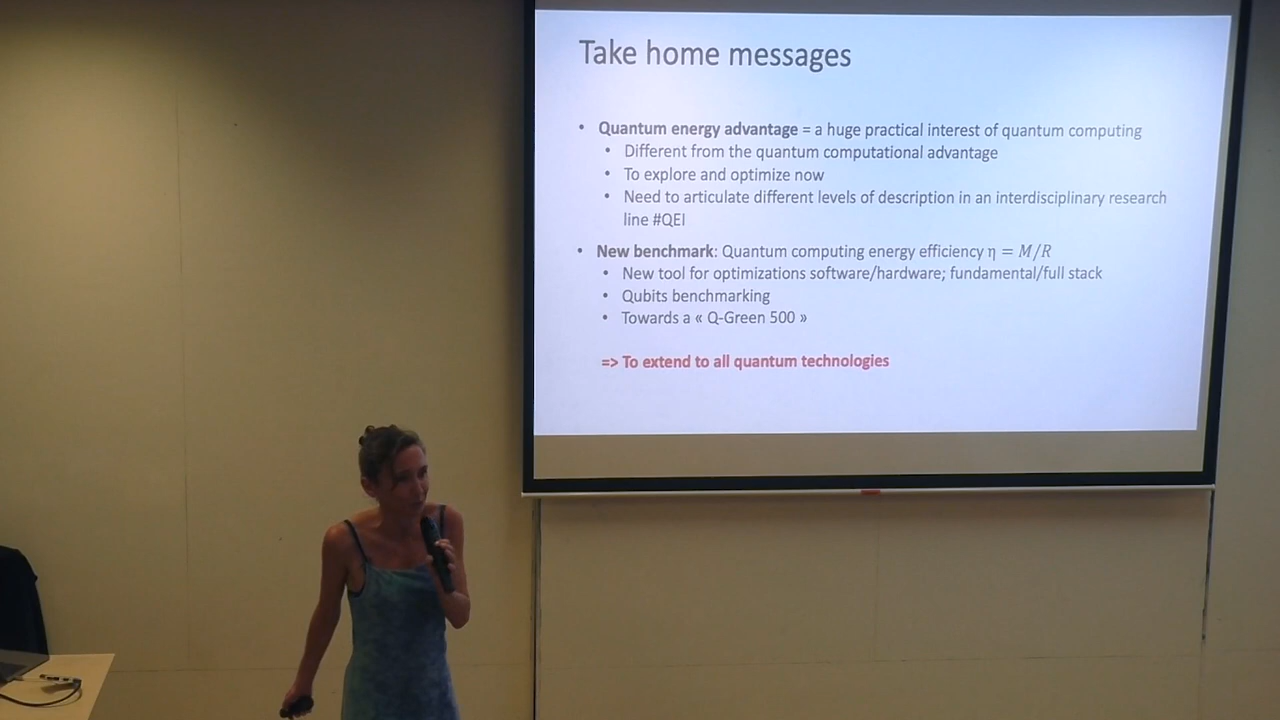 Take home messages
• Quantum energy advantage = a huge practical interest of quantum computing
• Different from the quantum computational advantage
• To explore and optimize now
• Need to articulate different levels of description in an interdisciplinary research
line #QEI
• New benchmark: Quantum computing energy efficiency η = M/R
• New tool for optimizations software/hardware; fundamental/full stack
• Qubits benchmarking
• Towards a « Q-Green 500 »
=> To extend to all quantum technologies